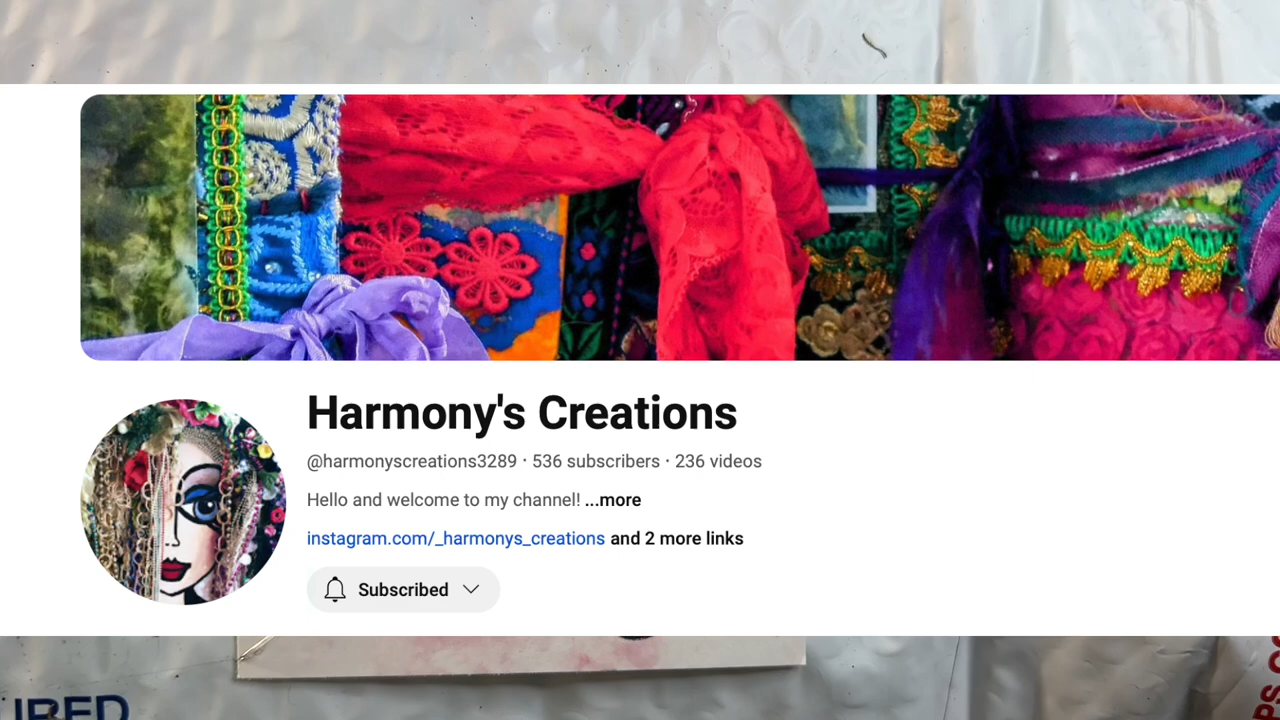 Harmony's Creations
@harmonyscreations3289 · 536 subscribers · 236 videos
Hello and welcome to my channel! ...more
instagram.com/_harmonys_creations and 2 more links
Subscribed